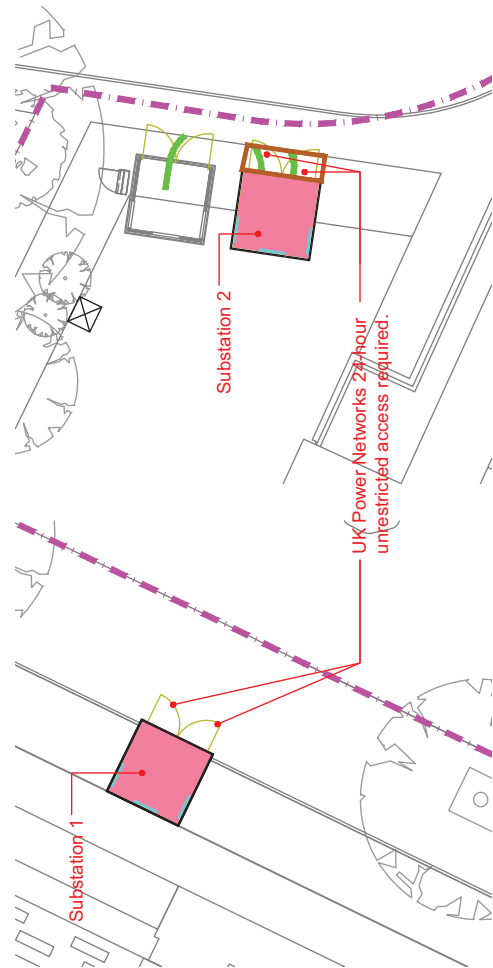 Substation 2
UK Power Networks 24-hour
unrestricted access required.
Substation 1